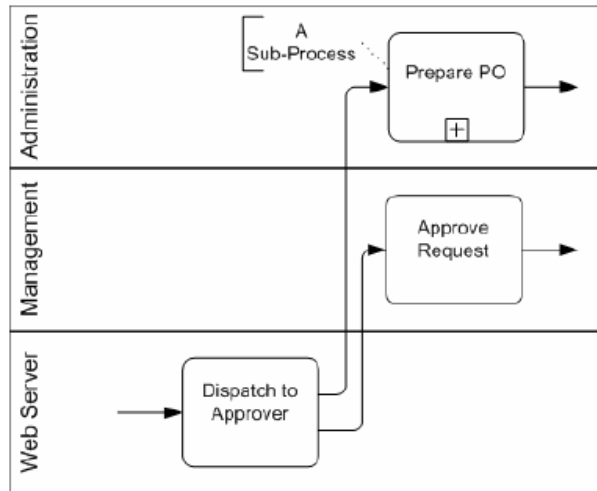 Administration
A
Sub-Process
Prepare PO
Management
Approve
Request
Web Server
Dispatch to
Approver